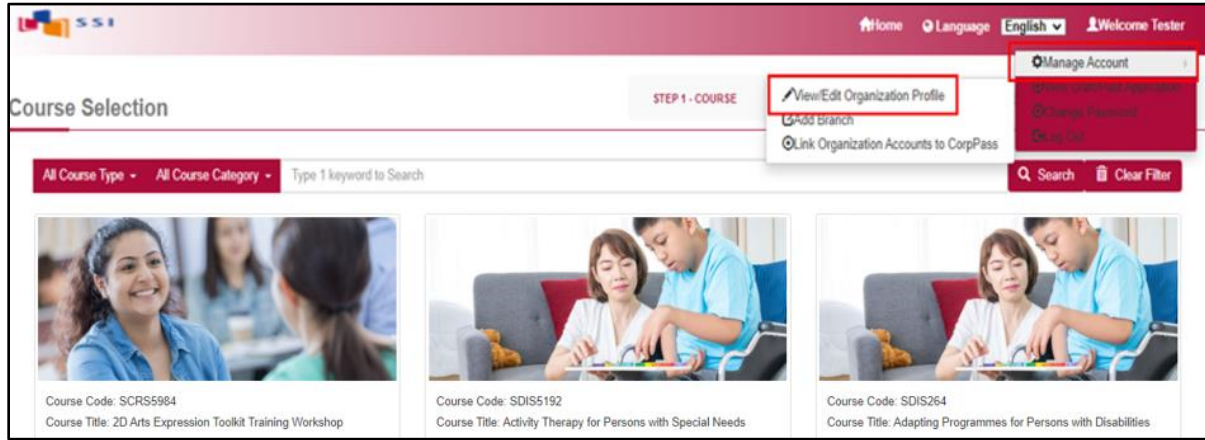 SSI
Home Language English Welcome Tester
Manage Account
View Draft/Past Application
Change Password
Log Out
View/Edit Organization Profile
Add Branch
Link Organization Accounts to CorpPass
Course Selection
STEP 1 - COURSE
All Course Type All Course Category Type 1 keyword to Search Search Clear Filter
Course Code: SCRS5984
Course Title: 2D Arts Expression Toolkit Training Workshop
Course Code: SDIS5192
Course Title: Activity Therapy for Persons with Special Needs
Course Code: SDIS264
Course Title: Adapting Programmes for Persons with Disabilities